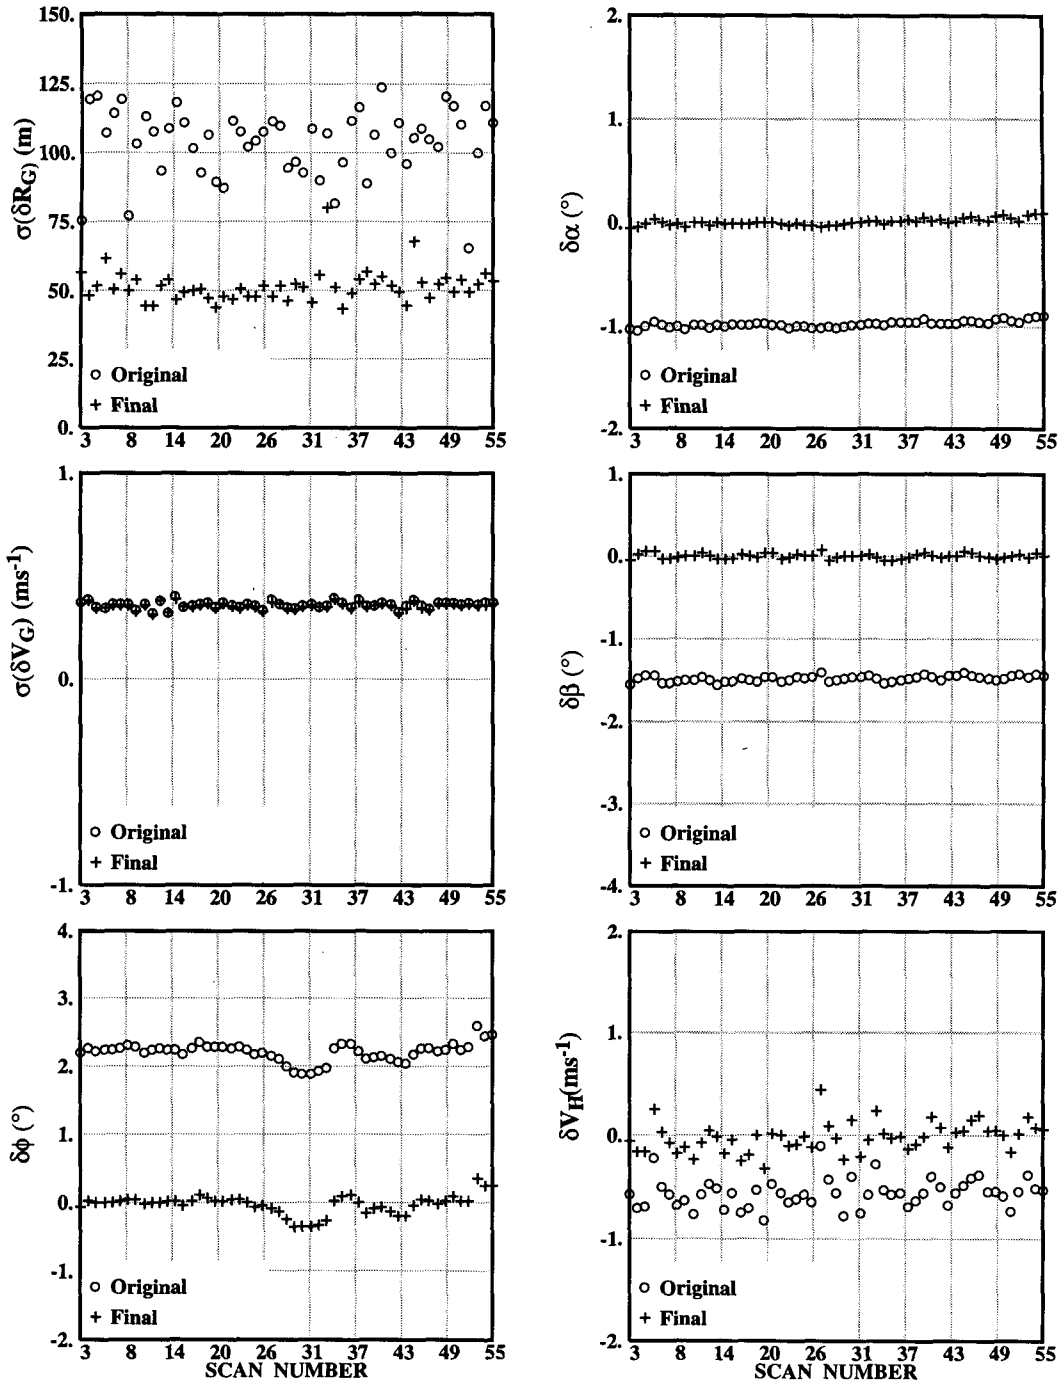 σ(δR_G) (m)
150.
125.
100.
75.
50.
25.
0.
○ Original
+ Final
3 8 14 20 26 31 37 43 49 55
δα (°)
2.
1.
0.
-1.
-2.
○ Original
+ Final
3 8 14 20 26 31 37 43 49 55
σ(δV_G) (ms⁻¹)
1.
0.
-1.
○ Original
+ Final
3 8 14 20 26 31 37 43 49 55
δβ (°)
1.
0.
-1.
-2.
-3.
-4.
○ Original
+ Final
3 8 14 20 26 31 37 43 49 55
δϕ (°)
4.
3.
2.
1.
0.
-1.
-2.
○ Original
+ Final
3 8 14 20 26 31 37 43 49 55
SCAN NUMBER
δV_H(ms⁻¹)
2.
1.
0.
-1.
-2.
○ Original
+ Final
3 8 14 20 26 31 37 43 49 55
SCAN NUMBER